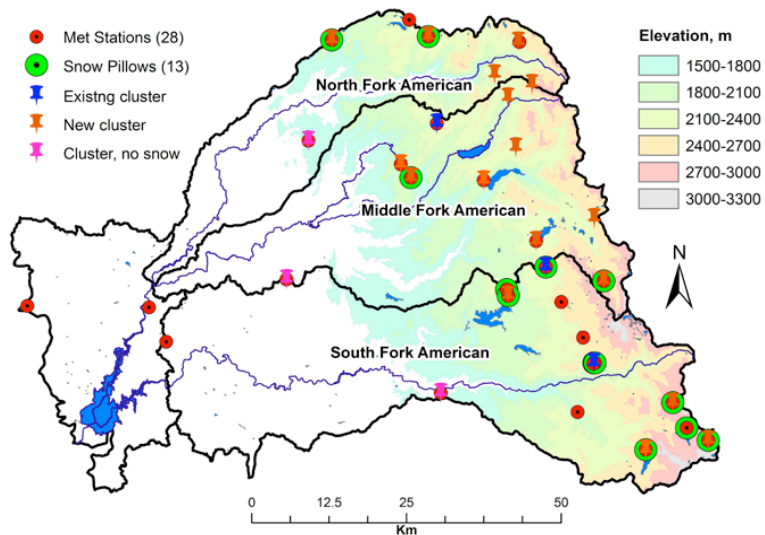 Met Stations (28)
Snow Pillows (13)
Existng cluster
New cluster
Cluster, no snow
Elevation, m
1500-1800
1800-2100
2100-2400
2400-2700
2700-3000
3000-3300
North Fork American
Middle Fork American
N
South Fork American
0 12.5 25 50
Km